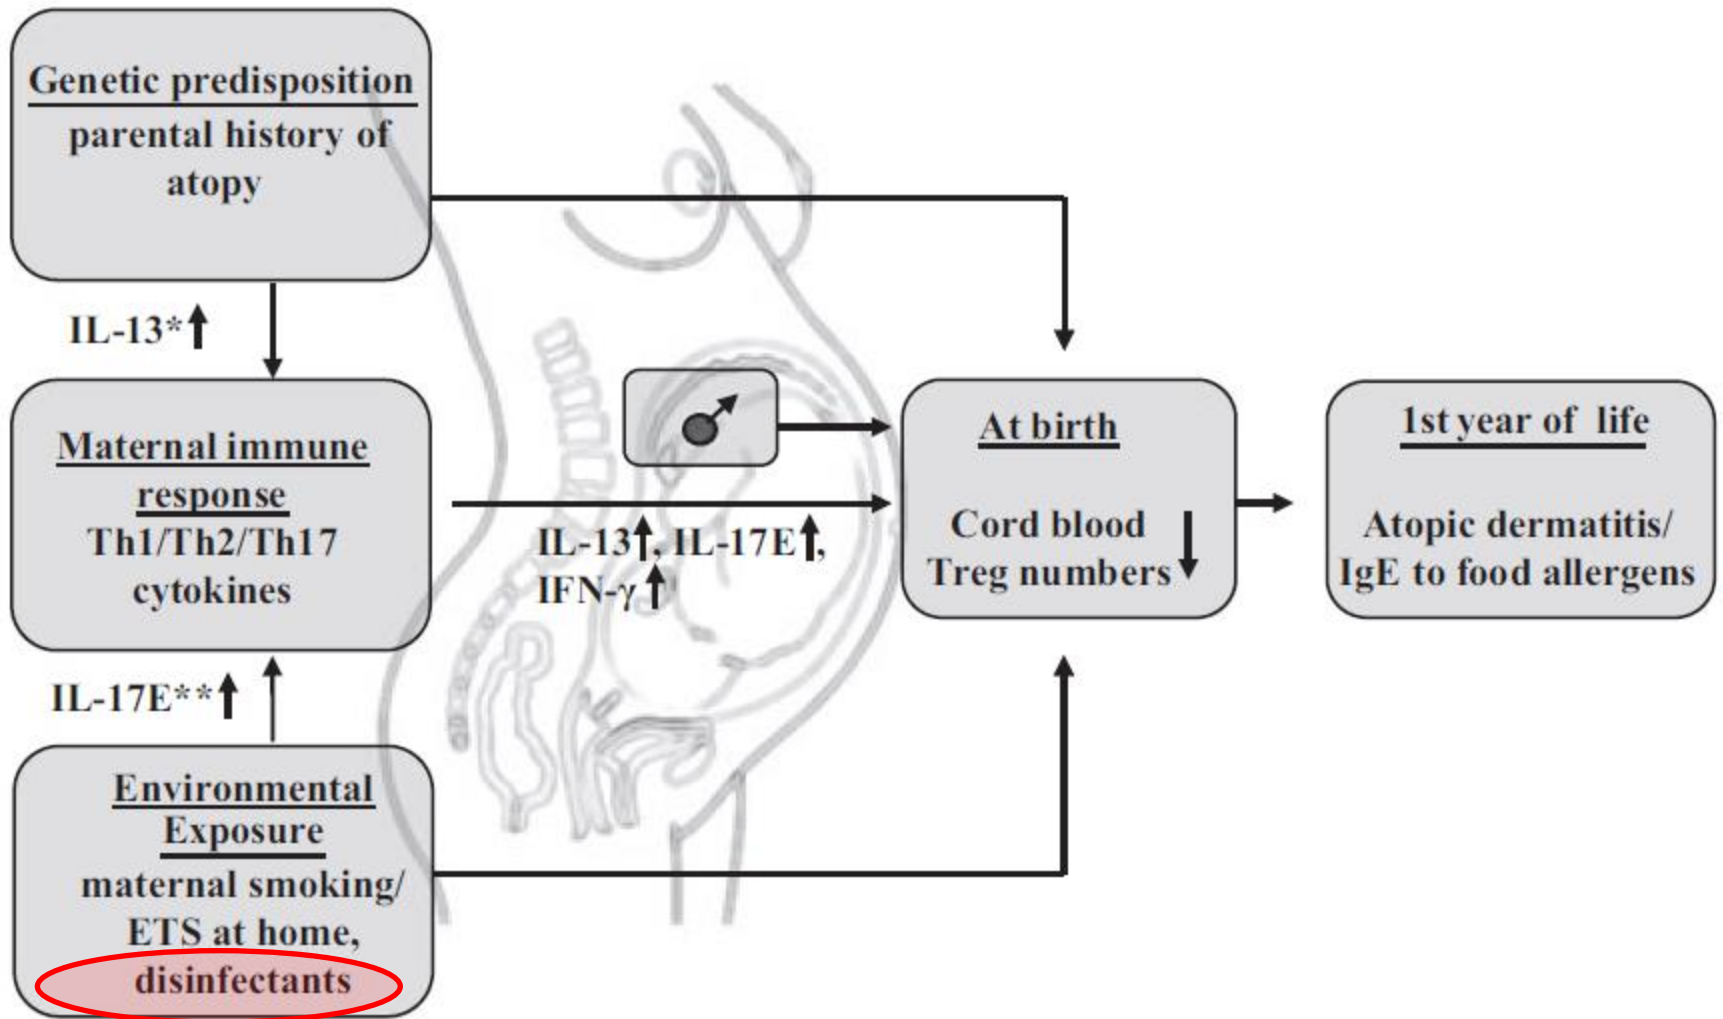 Genetic predisposition
parental history of
atopy
IL-13*↑
Maternal immune
response
Th1/Th2/Th17
cytokines
IL-17E**↑
Environmental
Exposure
maternal smoking/
ETS at home,
disinfectants
IL-13↑, IL-17E↑,
IFN-γ↑
At birth
Cord blood
Treg numbers↓
1st year of life
Atopic dermatitis/
IgE to food allergens